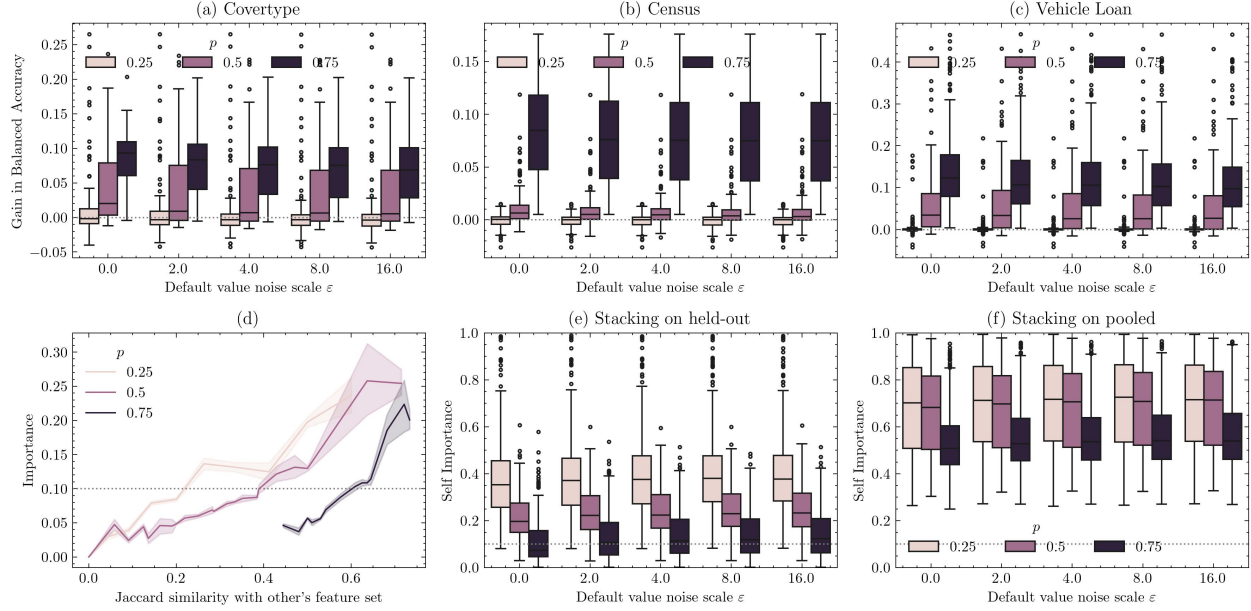 (a) Covertype
Gain in Balanced Accuracy
0.25
0.20
0.15
0.10
0.05
0.00
−0.05
p
0.25 0.5 0.75
0.0 2.0 4.0 8.0 16.0
Default value noise scale ε
(b) Census
0.15
0.10
0.05
0.00
p
0.25 0.5 0.75
0.0 2.0 4.0 8.0 16.0
Default value noise scale ε
(c) Vehicle Loan
0.4
0.3
0.2
0.1
0.0
p
0.25 0.5 0.75
0.0 2.0 4.0 8.0 16.0
Default value noise scale ε
(d)
Importance
0.30
0.25
0.20
0.15
0.10
0.05
0.00
p
0.25
0.5
0.75
0.0 0.2 0.4 0.6
Jaccard similarity with other's feature set
(e) Stacking on held-out
Self Importance
1.0
0.8
0.6
0.4
0.2
0.0
0.0 2.0 4.0 8.0 16.0
Default value noise scale ε
(f) Stacking on pooled
Self Importance
1.0
0.8
0.6
0.4
0.2
0.0
p
0.25 0.5 0.75
0.0 2.0 4.0 8.0 16.0
Default value noise scale ε